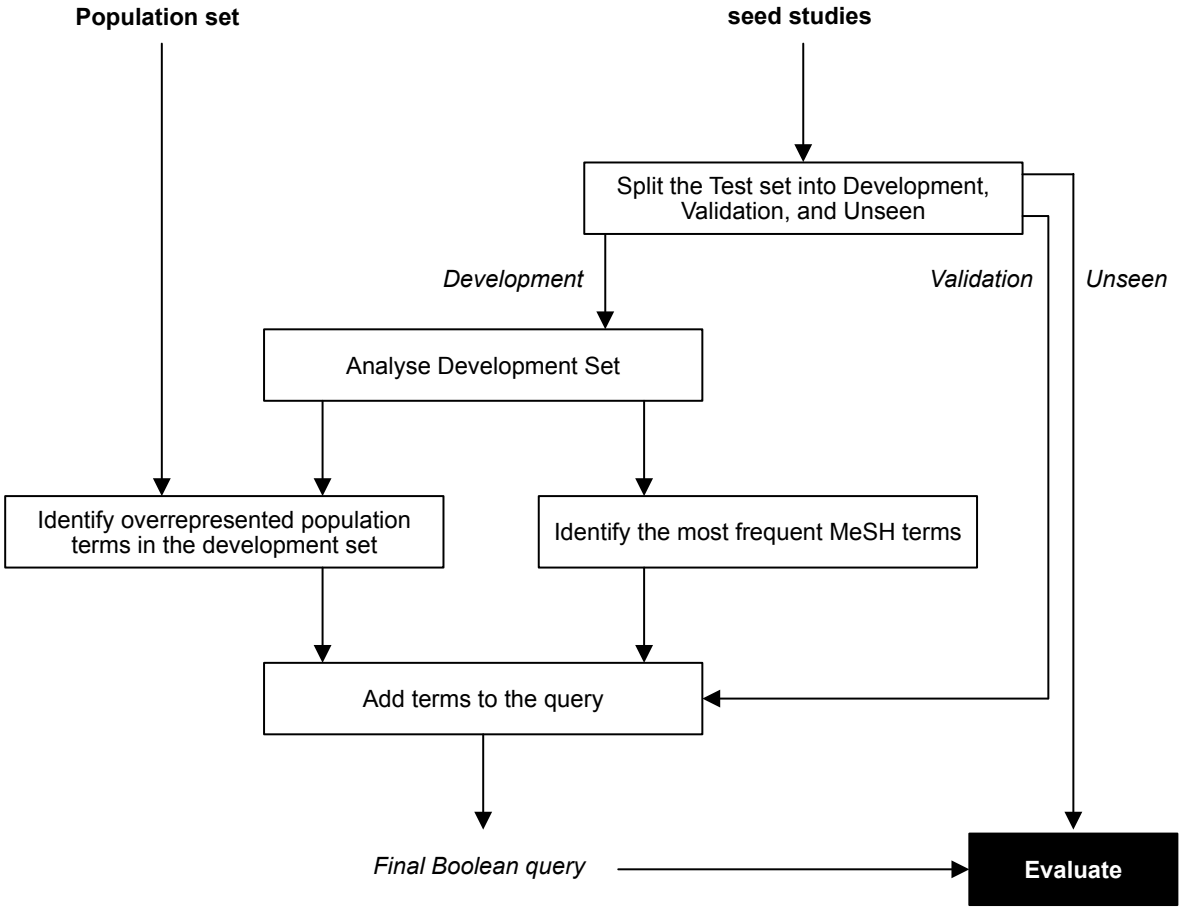 Population set
seed studies
Split the Test set into Development,
Validation, and Unseen
Development
Validation
Unseen
Analyse Development Set
Identify overrepresented population
terms in the development set
Identify the most frequent MeSH terms
Add terms to the query
Final Boolean query
Evaluate